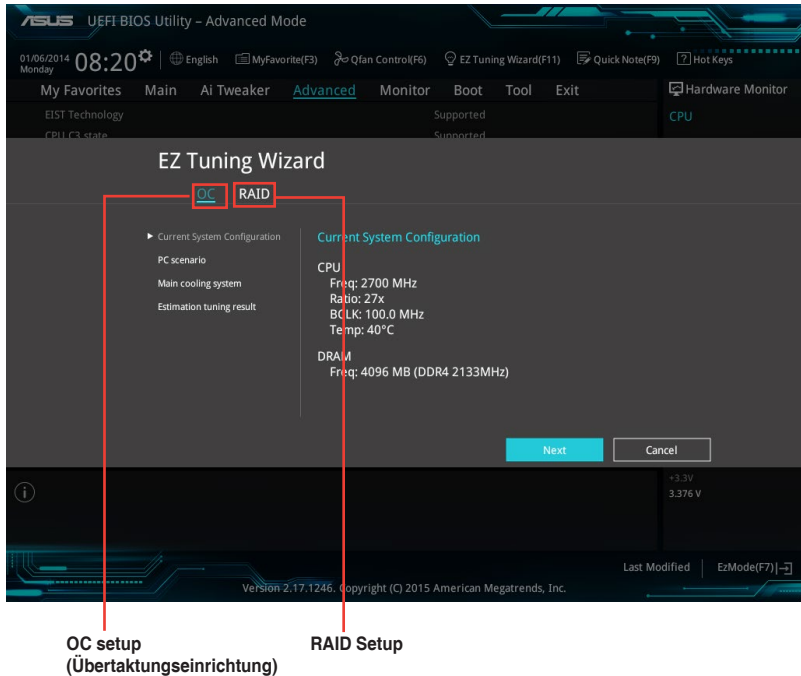 ASUS UEFI BIOS Utility – Advanced Mode
01/06/2014 Monday 08:20 English MyFavorite(F3) Qfan Control(F6) EZ Tuning Wizard(F11) Quick Note(F9) ? Hot Keys
My Favorites Main Ai Tweaker Advanced Monitor Boot Tool Exit Hardware Monitor
EIST Technology Supported CPU
CPU C3 state Supported
EZ Tuning Wizard
OC RAID
Current System Configuration
PC scenario
Main cooling system
Estimation tuning result
Current System Configuration
CPU
Freq: 2700 MHz
Ratio: 27x
BCLK: 100.0 MHz
Temp: 40°C
DRAM
Freq: 4096 MB (DDR4 2133MHz)
Next Cancel
+3.3V
3.376 V
Last Modified EzMode(F7)
Version 2.17.1246. Copyright (C) 2015 American Megatrends, Inc.
OC setup
(Übertaktungseinrichtung)
RAID Setup